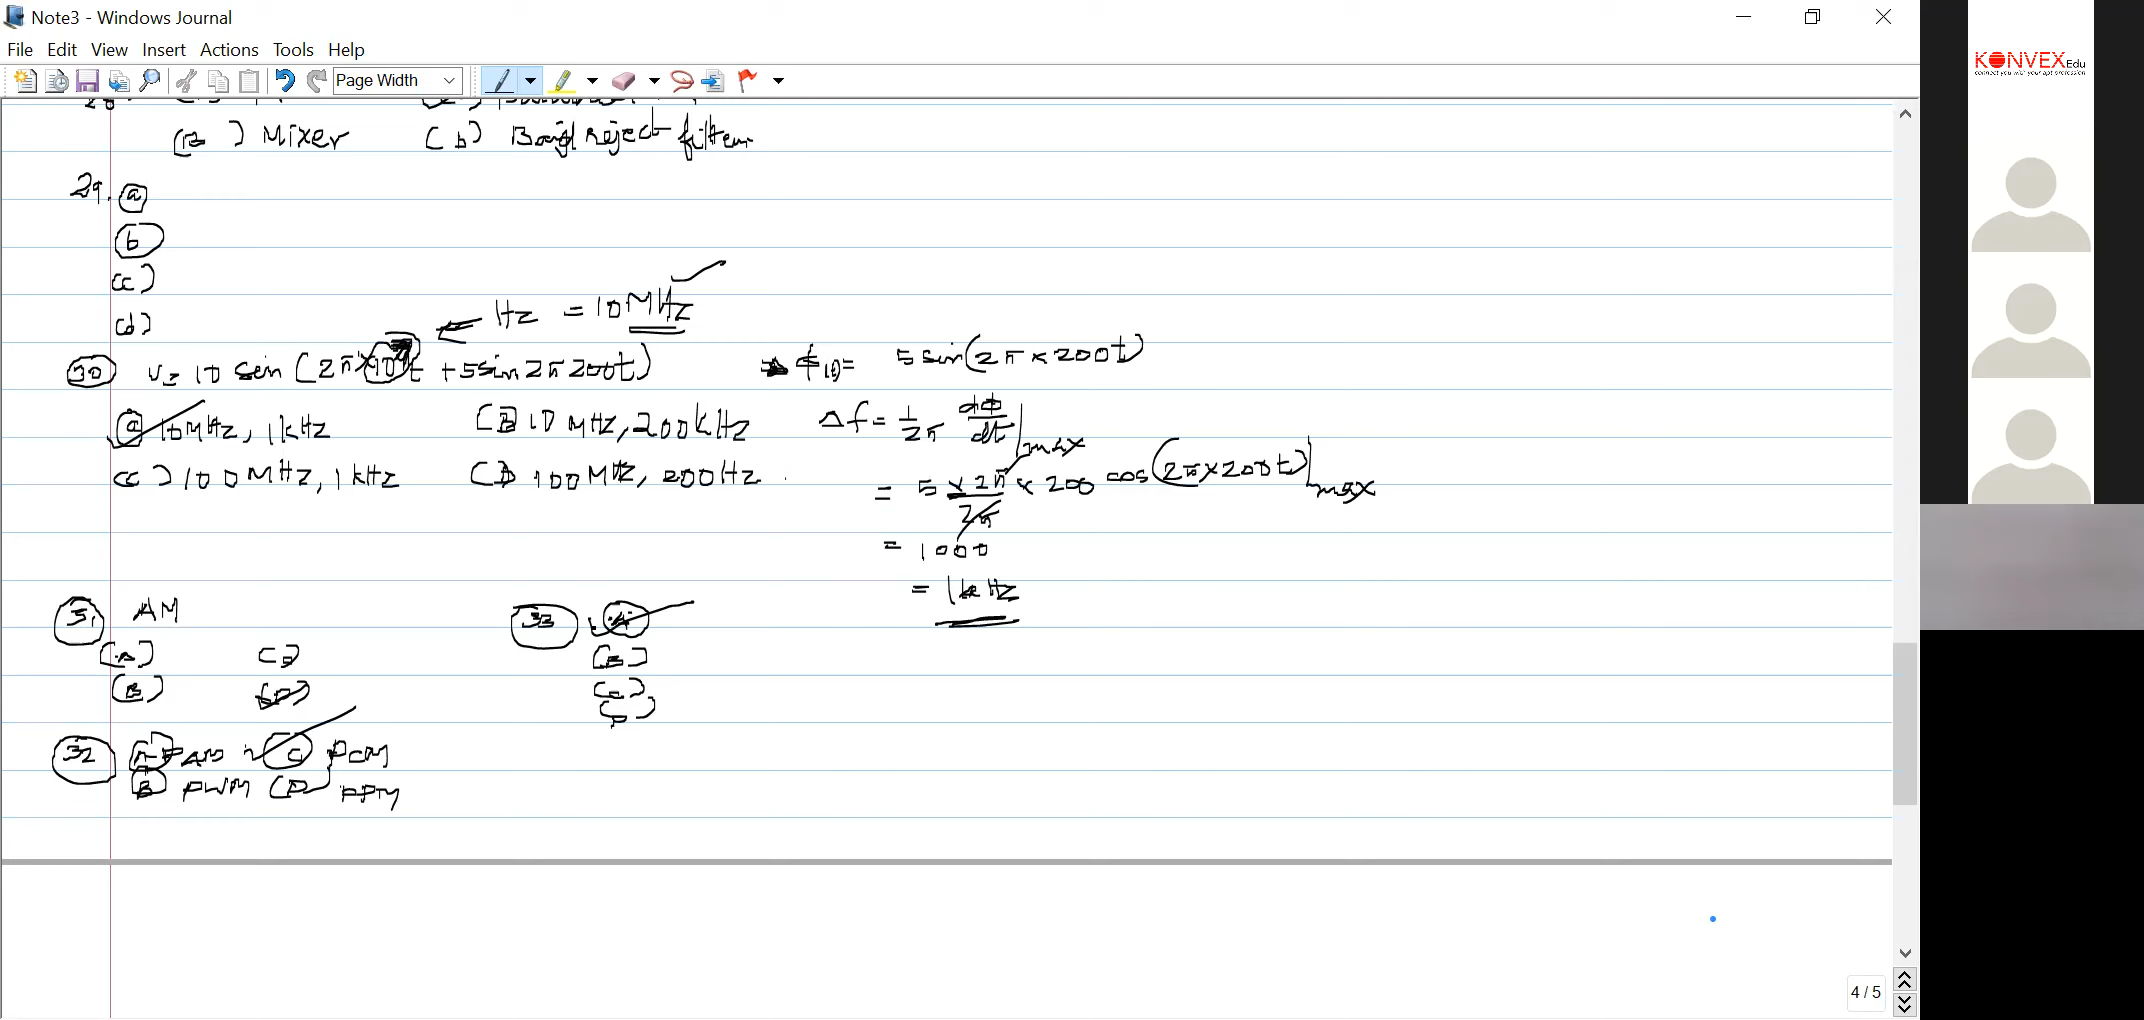 Note3 - Windows Journal
File Edit View Insert Actions Tools Help
Page Width
KONVEX Edu
28.
(B) Mixer (b) Band Reject filter
29. (a)
(b)
(c)
(d)
Hz = 10 MHz
30 v = 10 sin (2π × 10⁷t + 5sin 2π 200t)
(a) 10MHz, 1kHz (B) 10 MHz, 200kHz
(c) 100MHz, 1kHz (D) 100MHz, 200Hz
5 sin(2π × 200t)
Δf = 1/2π dφ/dt | max
= 5 × 2π/2π × 200 cos(2π × 200t) | max
= 1000
= 1kHz
31 AM
(A) (C)
(B) (D)
32 (A) PAM (C) PCM
(B) PWM (D) PPM
33 (A)
(B)
(C)
(D)
4 / 5